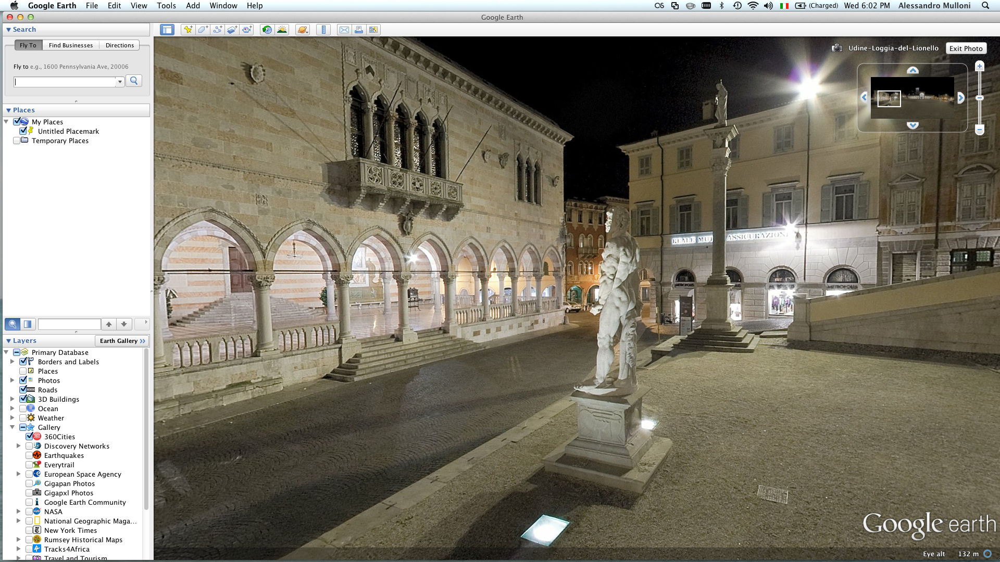 Google Earth File Edit View Tools Add Window Help
(Charged) Wed 6:02 PM Alessandro Mulloni
Google Earth
Search
Fly To Find Businesses Directions
Fly to e.g., 1600 Pennsylvania Ave, 20006
Places
My Places
Untitled Placemark
Temporary Places
Layers Earth Gallery >>
Primary Database
Borders and Labels
Places
Photos
Roads
3D Buildings
Ocean
Weather
Gallery
360Cities
Discovery Networks
Earthquakes
Everytrail
European Space Agency
Gigapan Photos
Gigapxl Photos
Google Earth Community
NASA
National Geographic Maga...
New York Times
Rumsey Historical Maps
Tracks4Africa
Travel and Tourism
Udine-Loggia-del-Lionello Exit Photo
REALE ASSICURAZIONI
METROPOLIS
METROPOLIS
Google earth
Eye alt 132 m